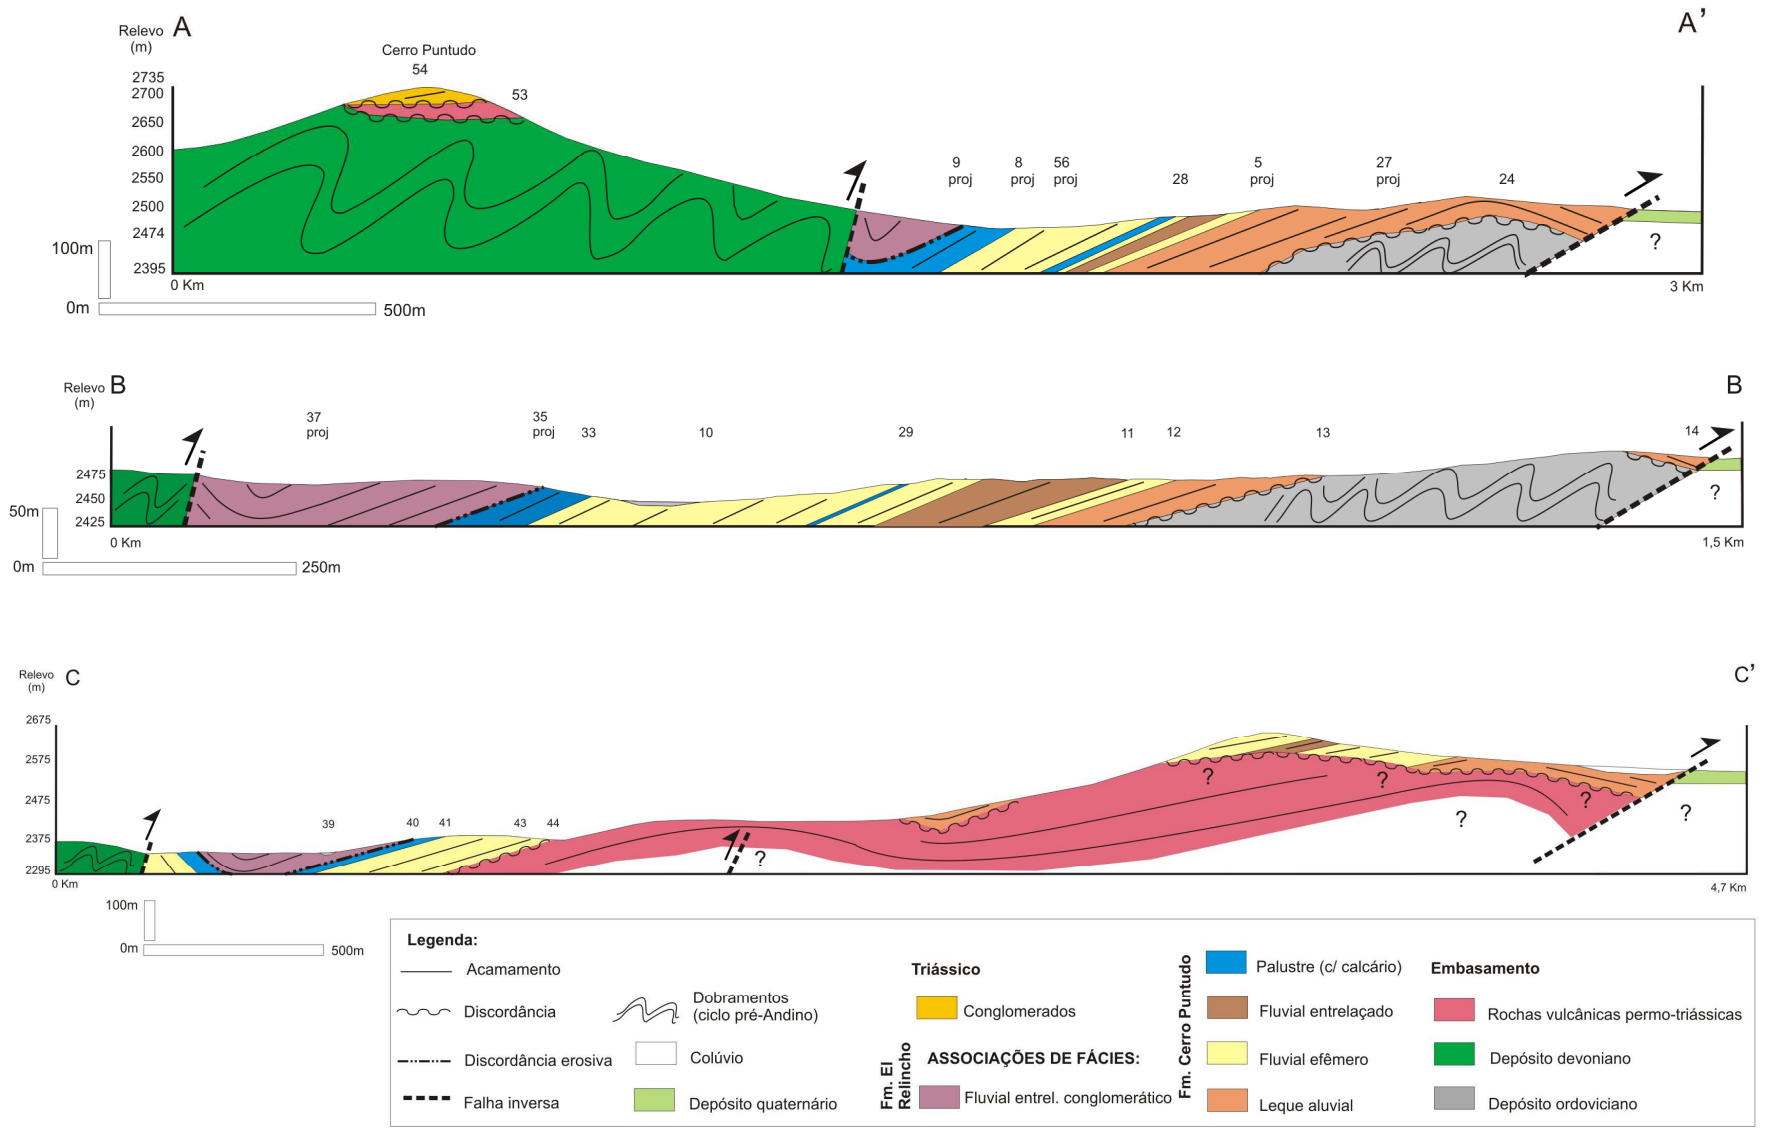 Relevo
(m)
A
A’
Cerro Puntudo
54
53
2735
2700
2650
2600
2550
2500
2474
2395
9
proj
8
proj
56
proj
28
5
proj
27
proj
24
?
100m
0m
500m
0 Km
3 Km
Relevo
(m)
B
B
37
proj
35
proj
33
10
29
11
12
13
14
2475
2450
2425
?
50m
0m
250m
0 Km
1,5 Km
Relevo
(m)
C
C’
2675
2575
2475
2375
2295
39
40
41
43
44
?
?
?
?
?
?
0 Km
4,7 Km
100m
0m
500m
Legenda:
Acamamento
Discordância
Discordância erosiva
Falha inversa
Dobramentos
(ciclo pré-Andino)
Colúvio
Depósito quaternário
Triássico
Conglomerados
Fm. El
Relincho
ASSOCIAÇÕES DE FÁCIES:
Fluvial entrel. conglomerático
Fm. Cerro Puntudo
Palustre (c/ calcário)
Fluvial entrelaçado
Fluvial efêmero
Leque aluvial
Embasamento
Rochas vulcânicas permo-triássicas
Depósito devoniano
Depósito ordoviciano